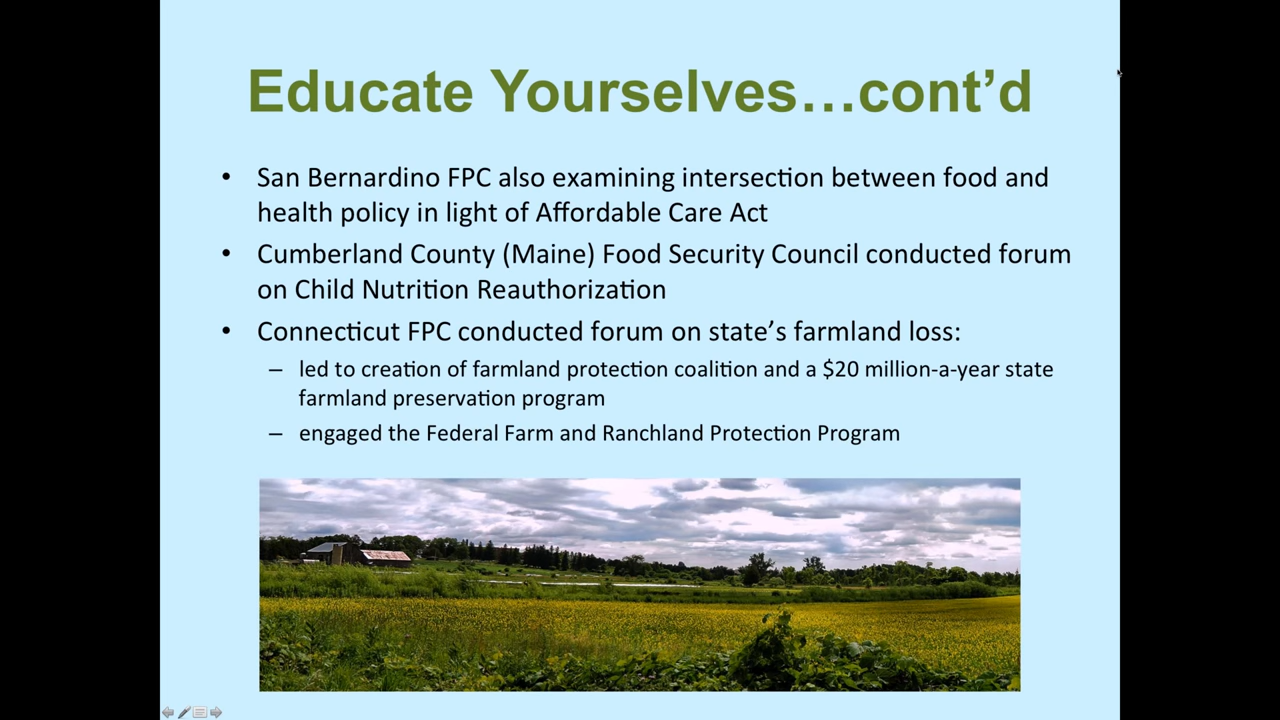 Educate Yourselves…cont’d
• San Bernardino FPC also examining intersection between food and
health policy in light of Affordable Care Act
• Cumberland County (Maine) Food Security Council conducted forum
on Child Nutrition Reauthorization
• Connecticut FPC conducted forum on state’s farmland loss:
– led to creation of farmland protection coalition and a $20 million-a-year state
farmland preservation program
– engaged the Federal Farm and Ranchland Protection Program